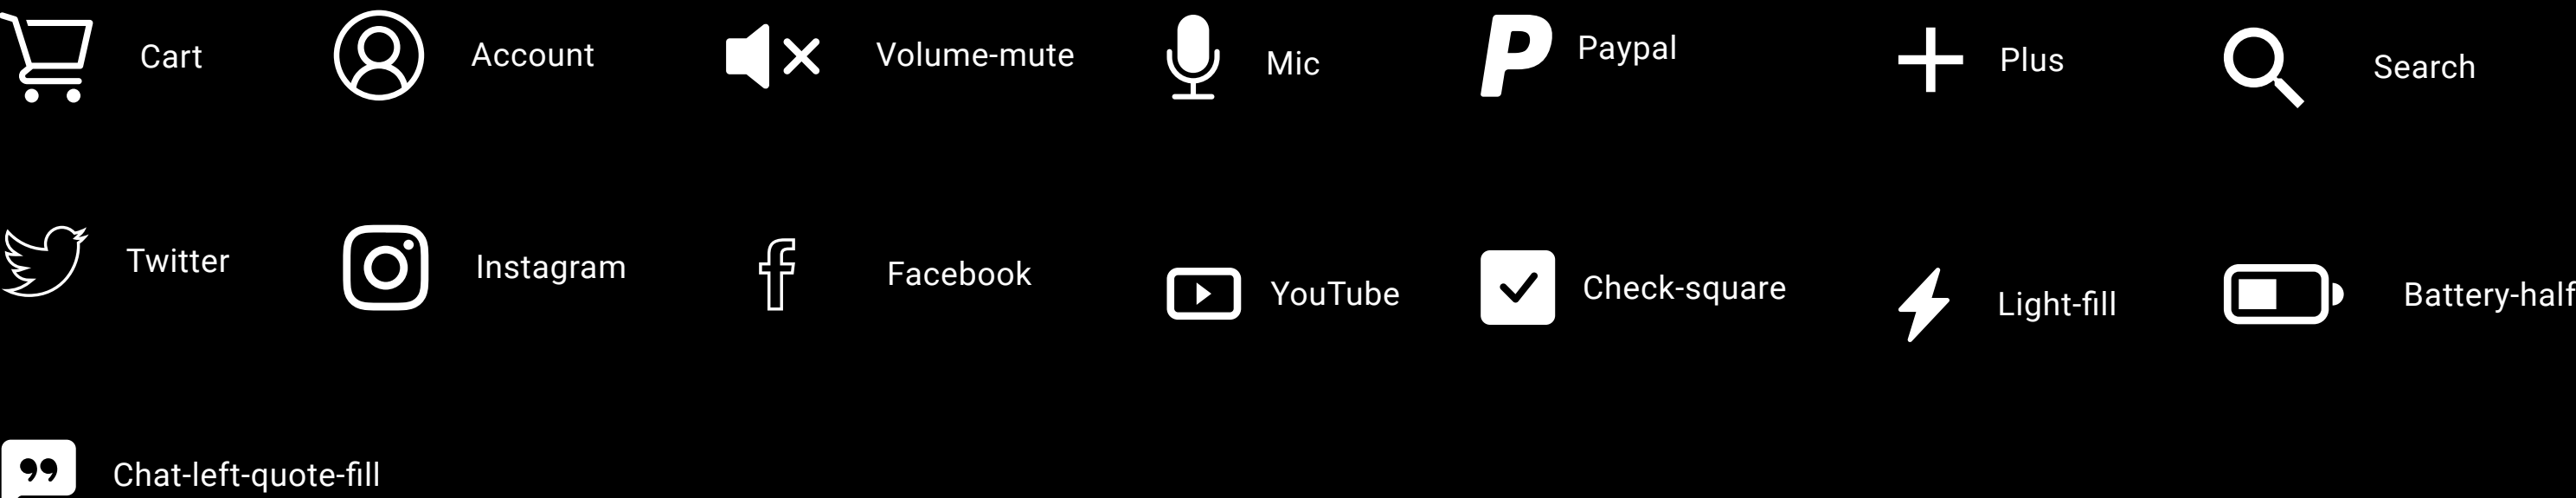 Cart
Account
Volume-mute
Mic
Paypal
Plus
Search
Twitter
Instagram
Facebook
YouTube
Check-square
Light-fill
Battery-half
Chat-left-quote-fill